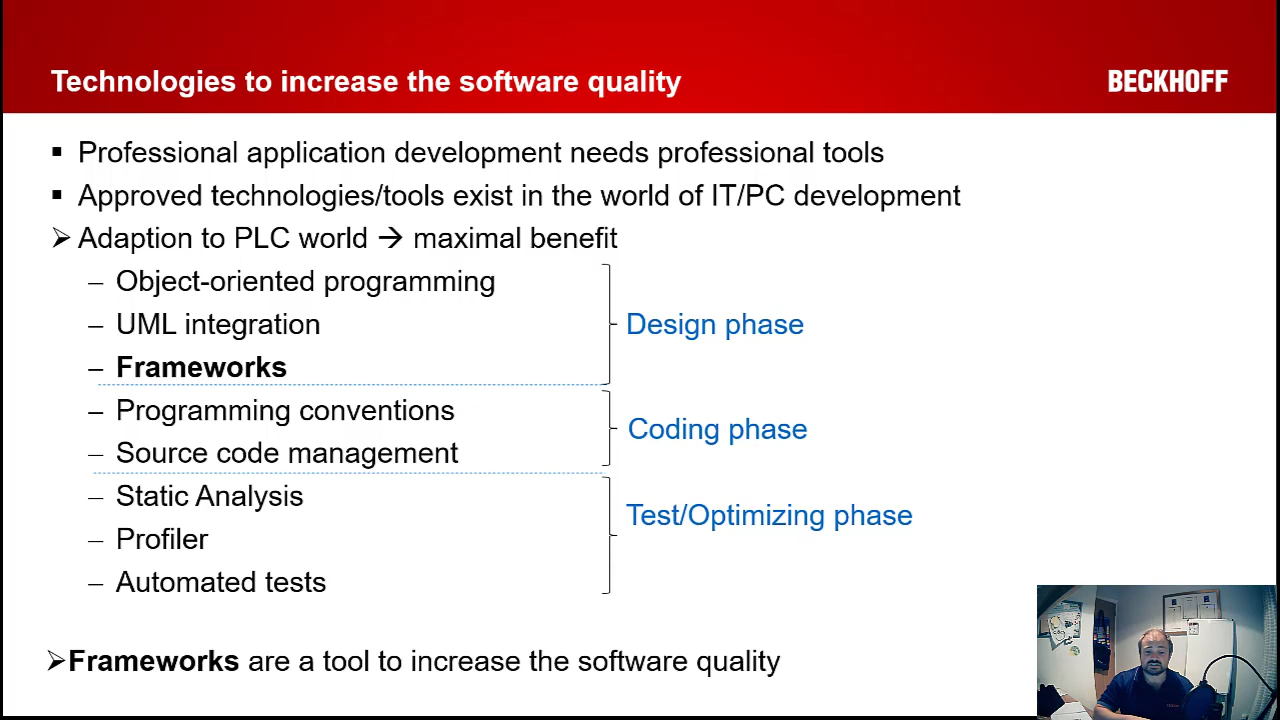 Technologies to increase the software quality
BECKHOFF
▪ Professional application development needs professional tools
▪ Approved technologies/tools exist in the world of IT/PC development
➢ Adaption to PLC world → maximal benefit
– Object-oriented programming
– UML integration
Design phase
– Frameworks
– Programming conventions
Coding phase
– Source code management
– Static Analysis
Test/Optimizing phase
– Profiler
– Automated tests
➢Frameworks are a tool to increase the software quality